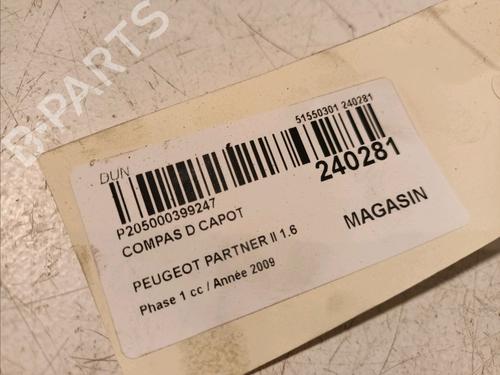 B-PARTS
DUN
51550301 240281
P205000399247
240281
COMPAS D CAPOT
MAGASIN
PEUGEOT PARTNER II 1.6
Phase 1 cc / Année 2009